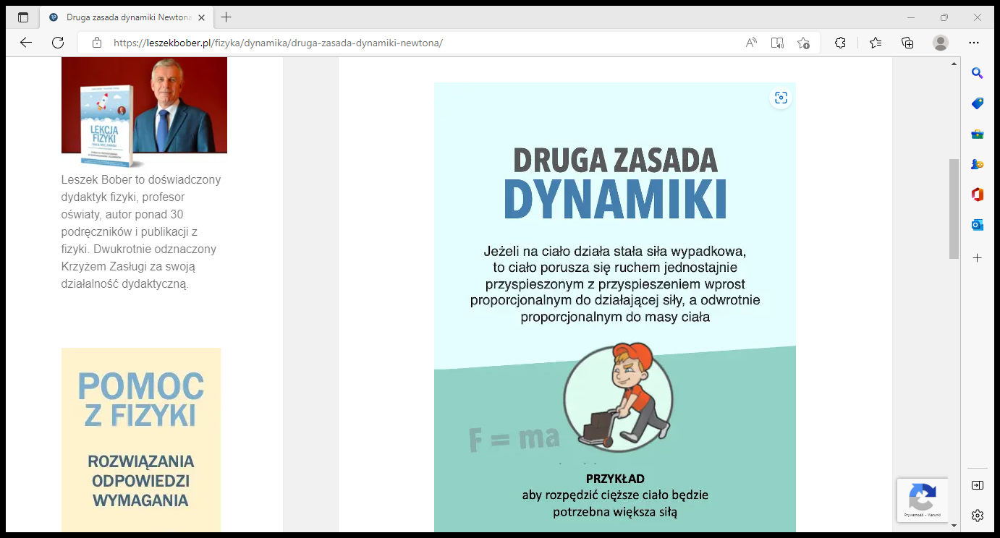 Druga zasada dynamiki Newtona
https://leszekbober.pl/fizyka/dynamika/druga-zasada-dynamiki-newtona/
LEKCJA
FIZYKI
Leszek Bober to doświadczony
dydaktyk fizyki, profesor
oświaty, autor ponad 30
podręczników i publikacji z
fizyki. Dwukrotnie odznaczony
Krzyżem Zasługi za swoją
działalność dydaktyczną.
POMOC
Z FIZYKI
ROZWIĄZANIA
ODPOWIEDZI
WYMAGANIA
DRUGA ZASADA
DYNAMIKI
Jeżeli na ciało działa stała siła wypadkowa,
to ciało porusza się ruchem jednostajnie
przyspieszonym z przyspieszeniem wprost
proporcjonalnym do działającej siły, a odwrotnie
proporcjonalnym do masy ciała
F = ma
PRZYKŁAD
aby rozpędzić cięższe ciało będzie
potrzebna większa siłą
Prywatność - Warunki